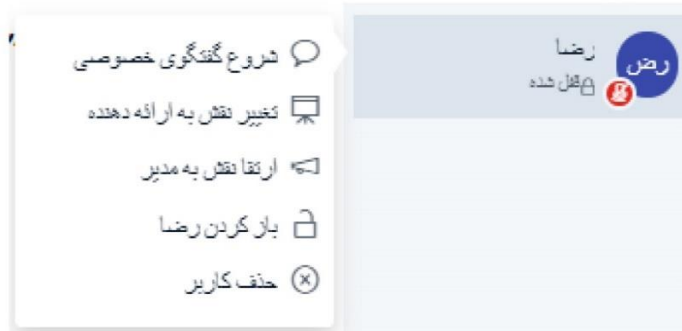 رضا
رض
قفل شده
شروع گفتگوی خصوصی
تغییر نقش به ارائه دهنده
ارتقا نقش به مدیر
باز کردن رضا
حذف کاربر